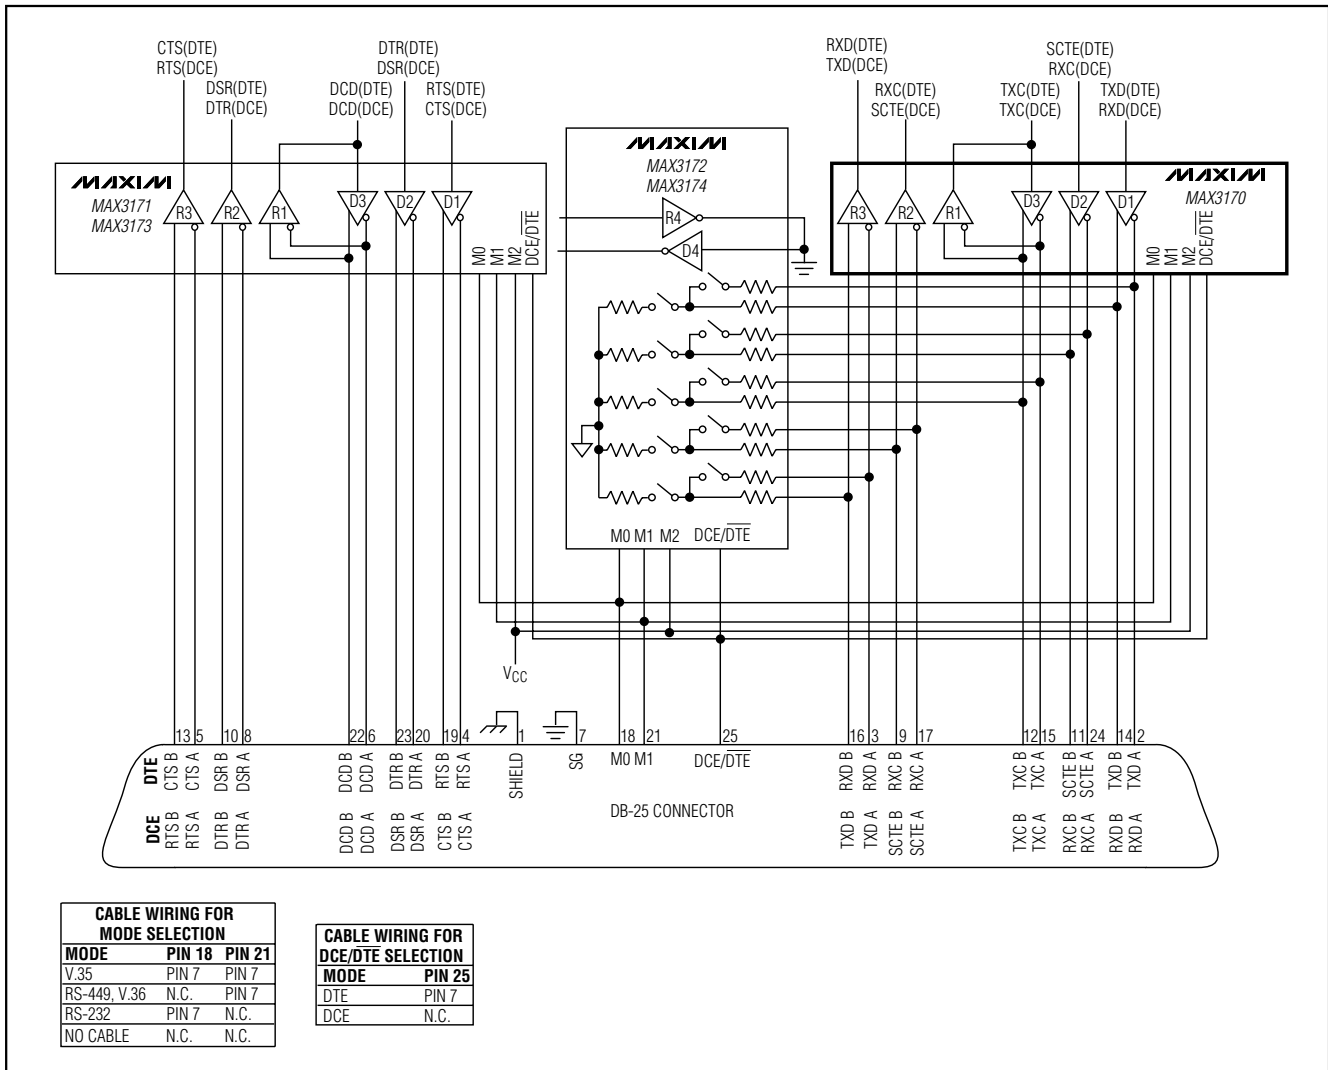 CTS(DTE)
RTS(DCE)
DSR(DTE)
DTR(DCE)
DCD(DTE)
DCD(DCE)
DTR(DTE)
DSR(DCE)
RTS(DTE)
CTS(DCE)
RXD(DTE)
TXD(DCE)
RXC(DTE)
SCTE(DCE)
TXC(DTE)
TXC(DCE)
SCTE(DTE)
RXC(DCE)
TXD(DTE)
RXD(DCE)
MAXIM
MAX3171
MAX3173
R3
R2
R1
D3
D2
D1
M0
M1
M2
DCE/DTE
MAXIM
MAX3172
MAX3174
R4
D4
M0 M1 M2 DCE/DTE
MAXIM
MAX3170
R3
R2
R1
D3
D2
D1
M0
M1
M2
DCE/DTE
VCC
13 5 10 8 22 6 23 20 19 4 1 7 18 21 25 16 3 9 17 12 15 11 24 14 2
DTE
CTS B
CTS A
DSR B
DSR A
DCD B
DCD A
DTR B
DTR A
RTS B
RTS A
SHIELD
SG
M0 M1
DCE/DTE
RXD B
RXD A
RXC B
RXC A
TXC B
TXC A
SCTE B
SCTE A
TXD B
TXD A
DB-25 CONNECTOR
DCE
RTS B
RTS A
DTR B
DTR A
DCD B
DCD A
DSR B
DSR A
CTS B
CTS A
TXD B
TXD A
SCTE B
SCTE A
TXC B
TXC A
RXC B
RXC A
RXD B
RXD A
CABLE WIRING FOR
MODE SELECTION
MODE PIN 18 PIN 21
V.35 PIN 7 PIN 7
RS-449, V.36 N.C. PIN 7
RS-232 PIN 7 N.C.
NO CABLE N.C. N.C.
CABLE WIRING FOR
DCE/DTE SELECTION
MODE PIN 25
DTE PIN 7
DCE N.C.